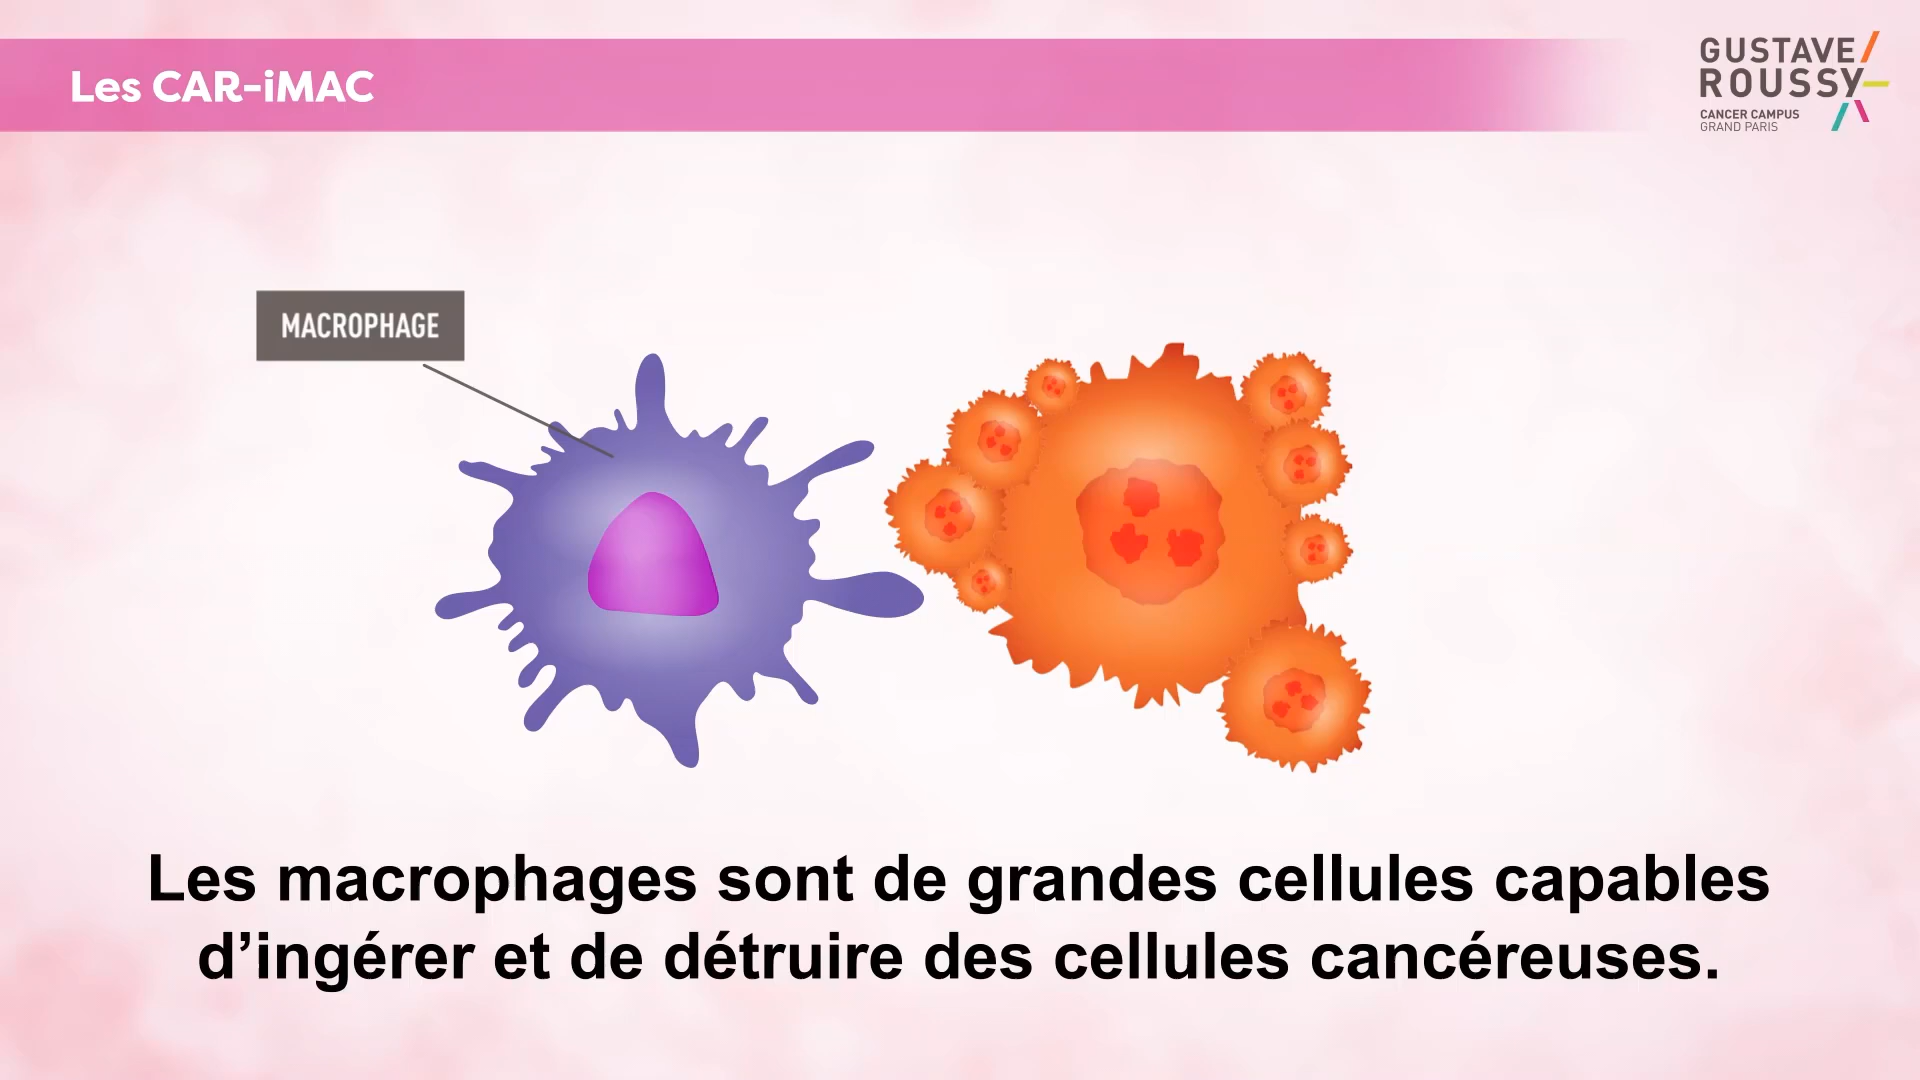 Les CAR-iMAC
GUSTAVE
ROUSSY
CANCER CAMPUS
GRAND PARIS
MACROPHAGE
Les macrophages sont de grandes cellules capables
d’ingérer et de détruire des cellules cancéreuses.